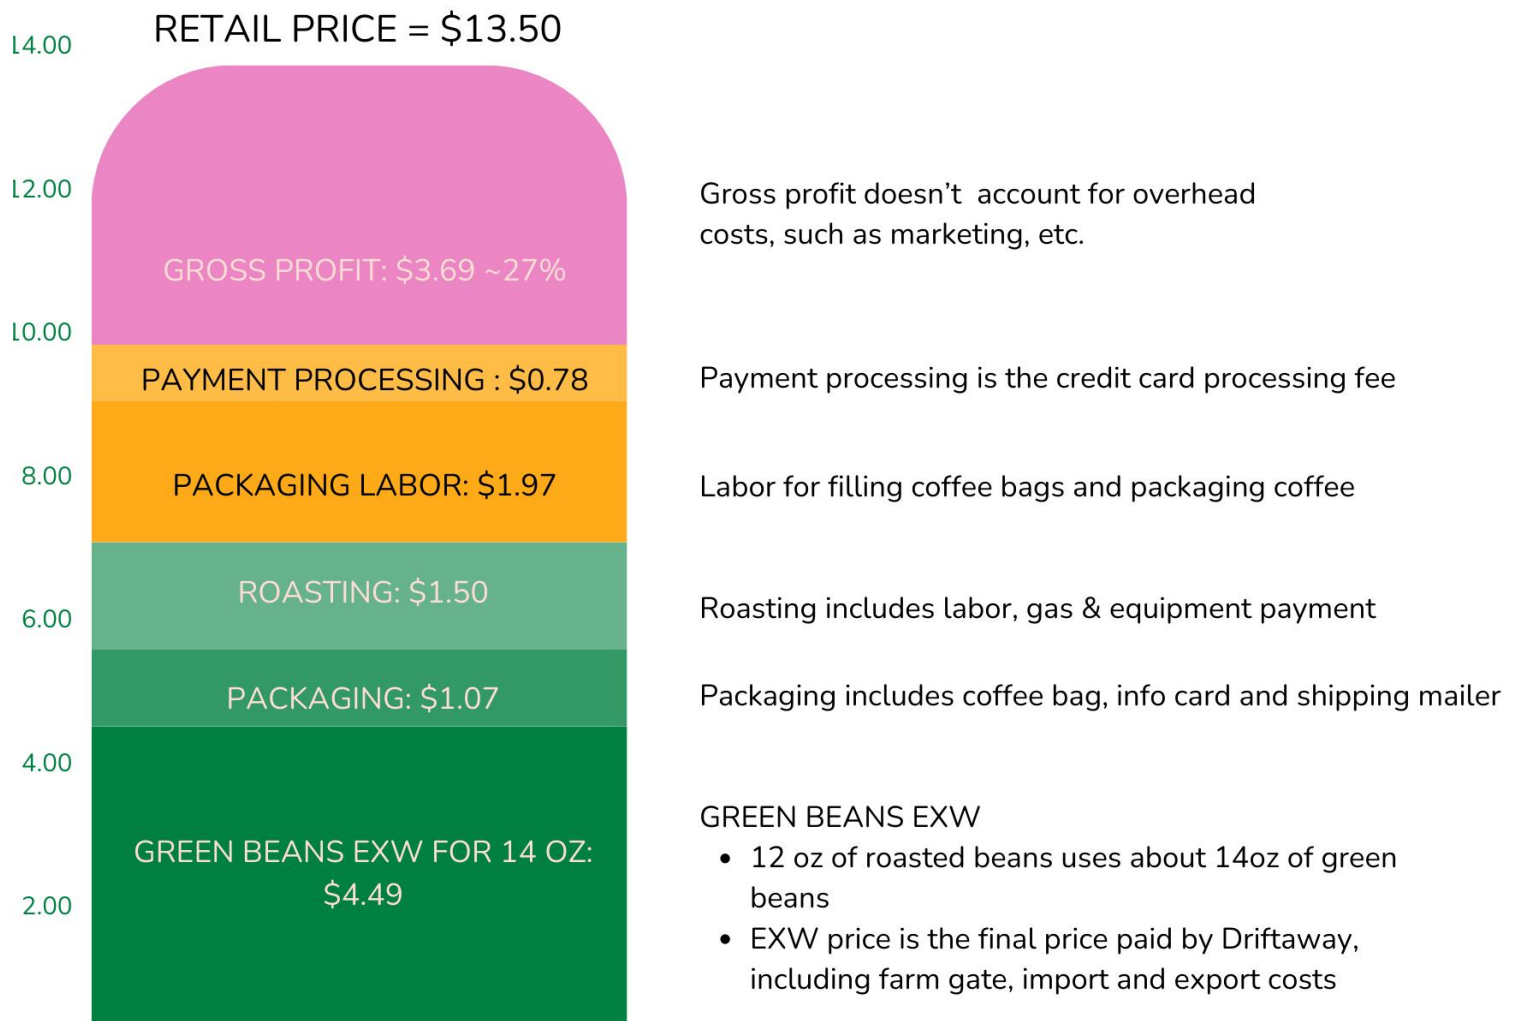 RETAIL PRICE = $13.50
14.00
12.00
Gross profit doesn’t  account for overhead
costs, such as marketing, etc.
GROSS PROFIT: $3.69 ~27%
10.00
PAYMENT PROCESSING : $0.78
Payment processing is the credit card processing fee
8.00
PACKAGING LABOR: $1.97
Labor for filling coffee bags and packaging coffee
ROASTING: $1.50
Roasting includes labor, gas & equipment payment
6.00
PACKAGING: $1.07
Packaging includes coffee bag, info card and shipping mailer
4.00
GREEN BEANS EXW FOR 14 OZ:
$4.49
2.00
GREEN BEANS EXW
• 12 oz of roasted beans uses about 14oz of green
beans
• EXW price is the final price paid by Driftaway,
including farm gate, import and export costs